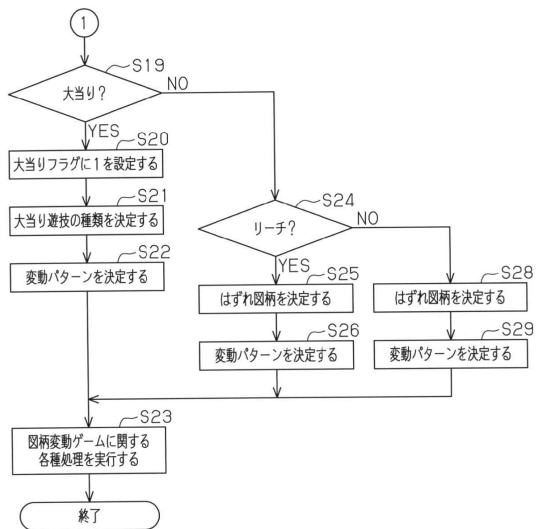 1
S19
大当り?
NO
YES
S20
大当りフラグに1を設定する
S21
大当り遊技の種類を決定する
S22
変動パターンを決定する
S24
リーチ?
NO
YES
S25
はずれ図柄を決定する
S26
変動パターンを決定する
S28
はずれ図柄を決定する
S29
変動パターンを決定する
S23
図柄変動ゲームに関する
各種処理を実行する
終了